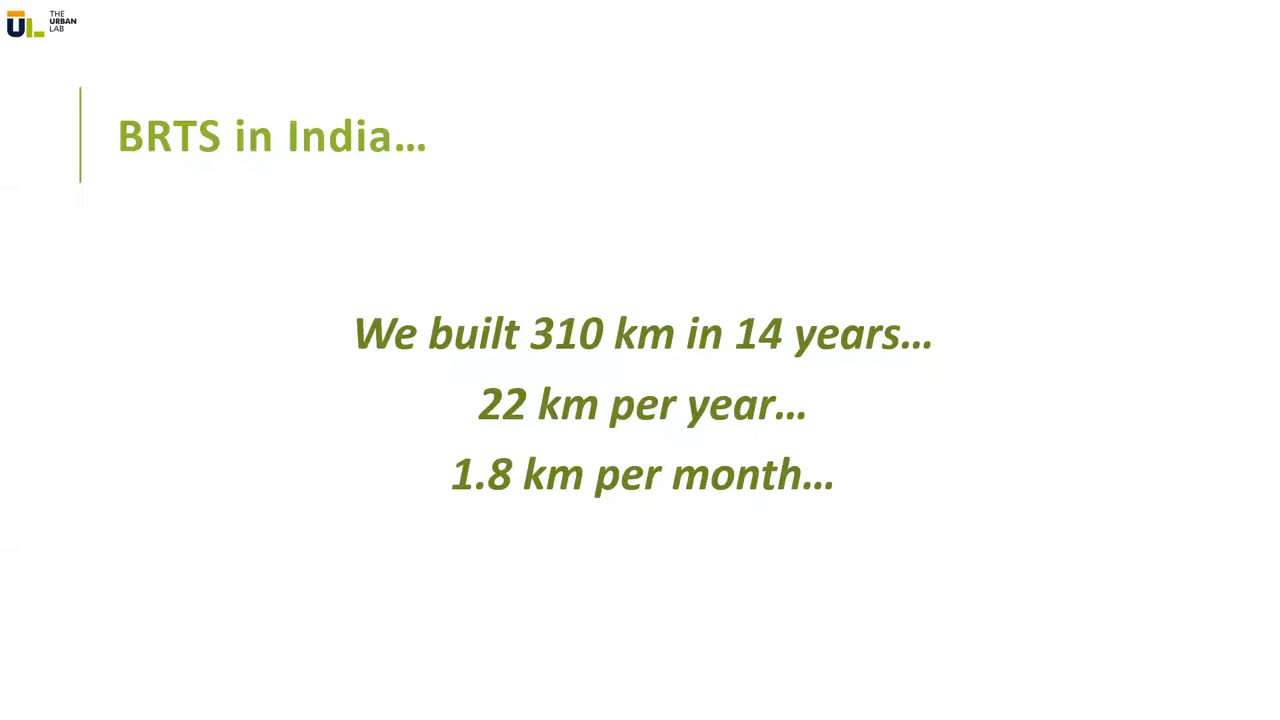 THE
URBAN
LAB
BRTS in India…
We built 310 km in 14 years…
22 km per year…
1.8 km per month…